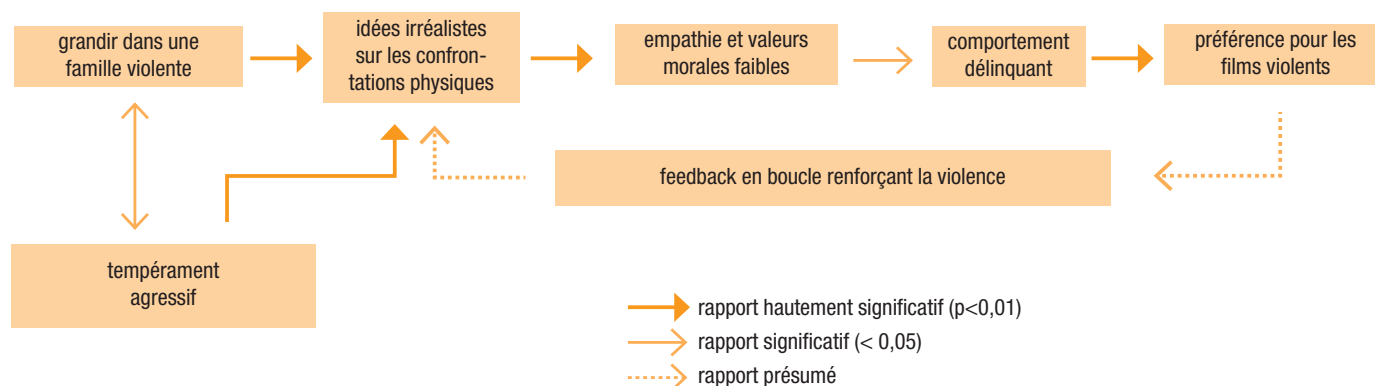 grandir dans une
famille violente
idées irréalistes
sur les confron-
tations physiques
empathie et valeurs
morales faibles
comportement
délinquant
préférence pour les
films violents
feedback en boucle renforçant la violence
tempérament
agressif
rapport hautement significatif (p<0,01)
rapport significatif (< 0,05)
rapport présumé